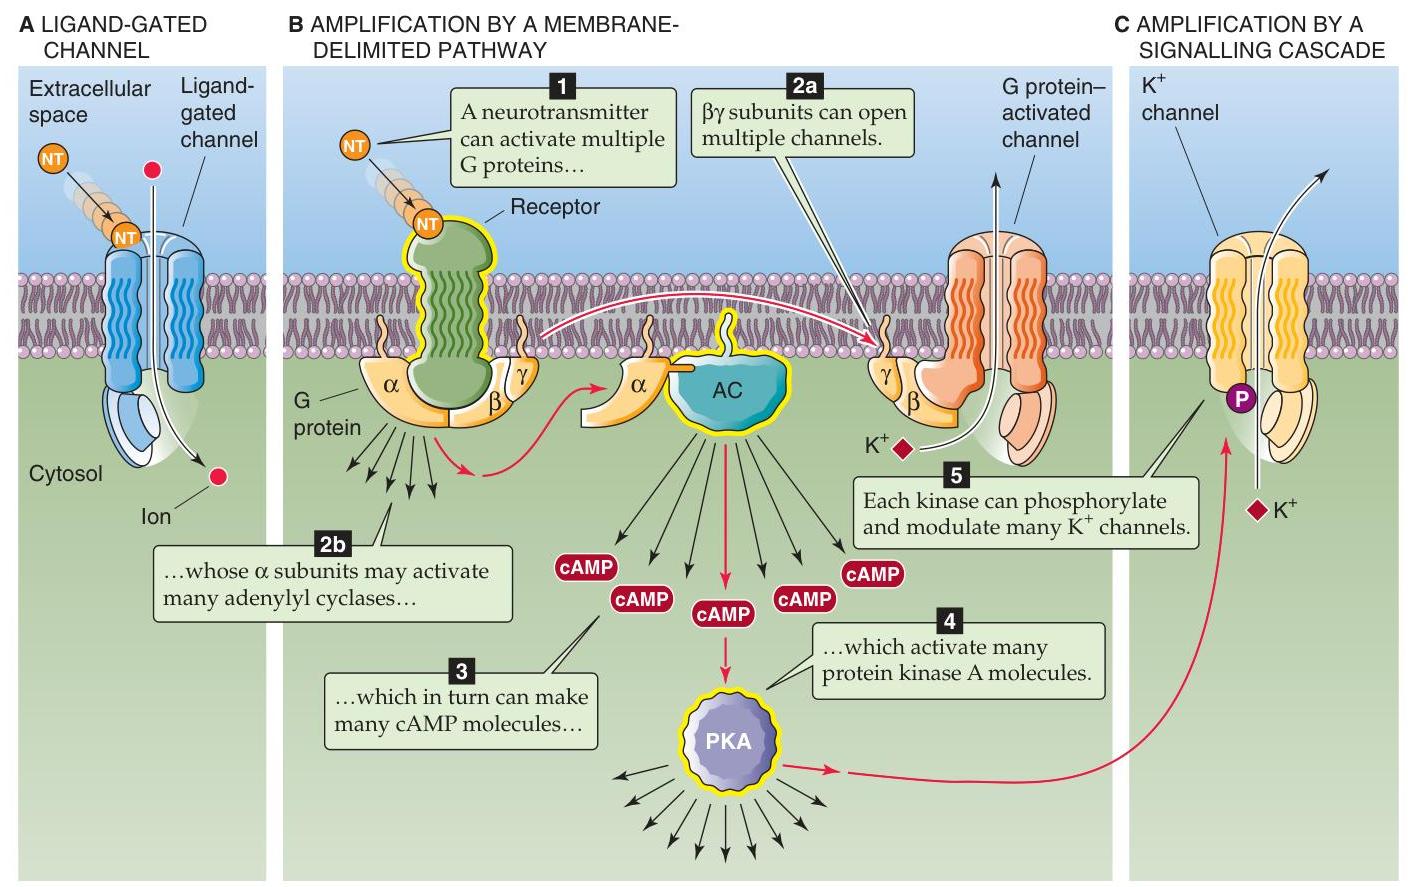 A LIGAND-GATED
CHANNEL
Extracellular
space
Ligand-
gated
channel
NT
NT
Cytosol
Ion
B AMPLIFICATION BY A MEMBRANE-
DELIMITED PATHWAY
1
A neurotransmitter
can activate multiple
G proteins…
NT
NT
Receptor
2a
βγ subunits can open
multiple channels.
G protein–
activated
channel
α
β
γ
G
protein
α
AC
γ
β
K+
2b
…whose α subunits may activate
many adenylyl cyclases…
cAMP
cAMP
cAMP
cAMP
cAMP
3
…which in turn can make
many cAMP molecules…
4
…which activate many
protein kinase A molecules.
PKA
5
Each kinase can phosphorylate
and modulate many K+ channels.
C AMPLIFICATION BY A
SIGNALLING CASCADE
K+
channel
P
K+